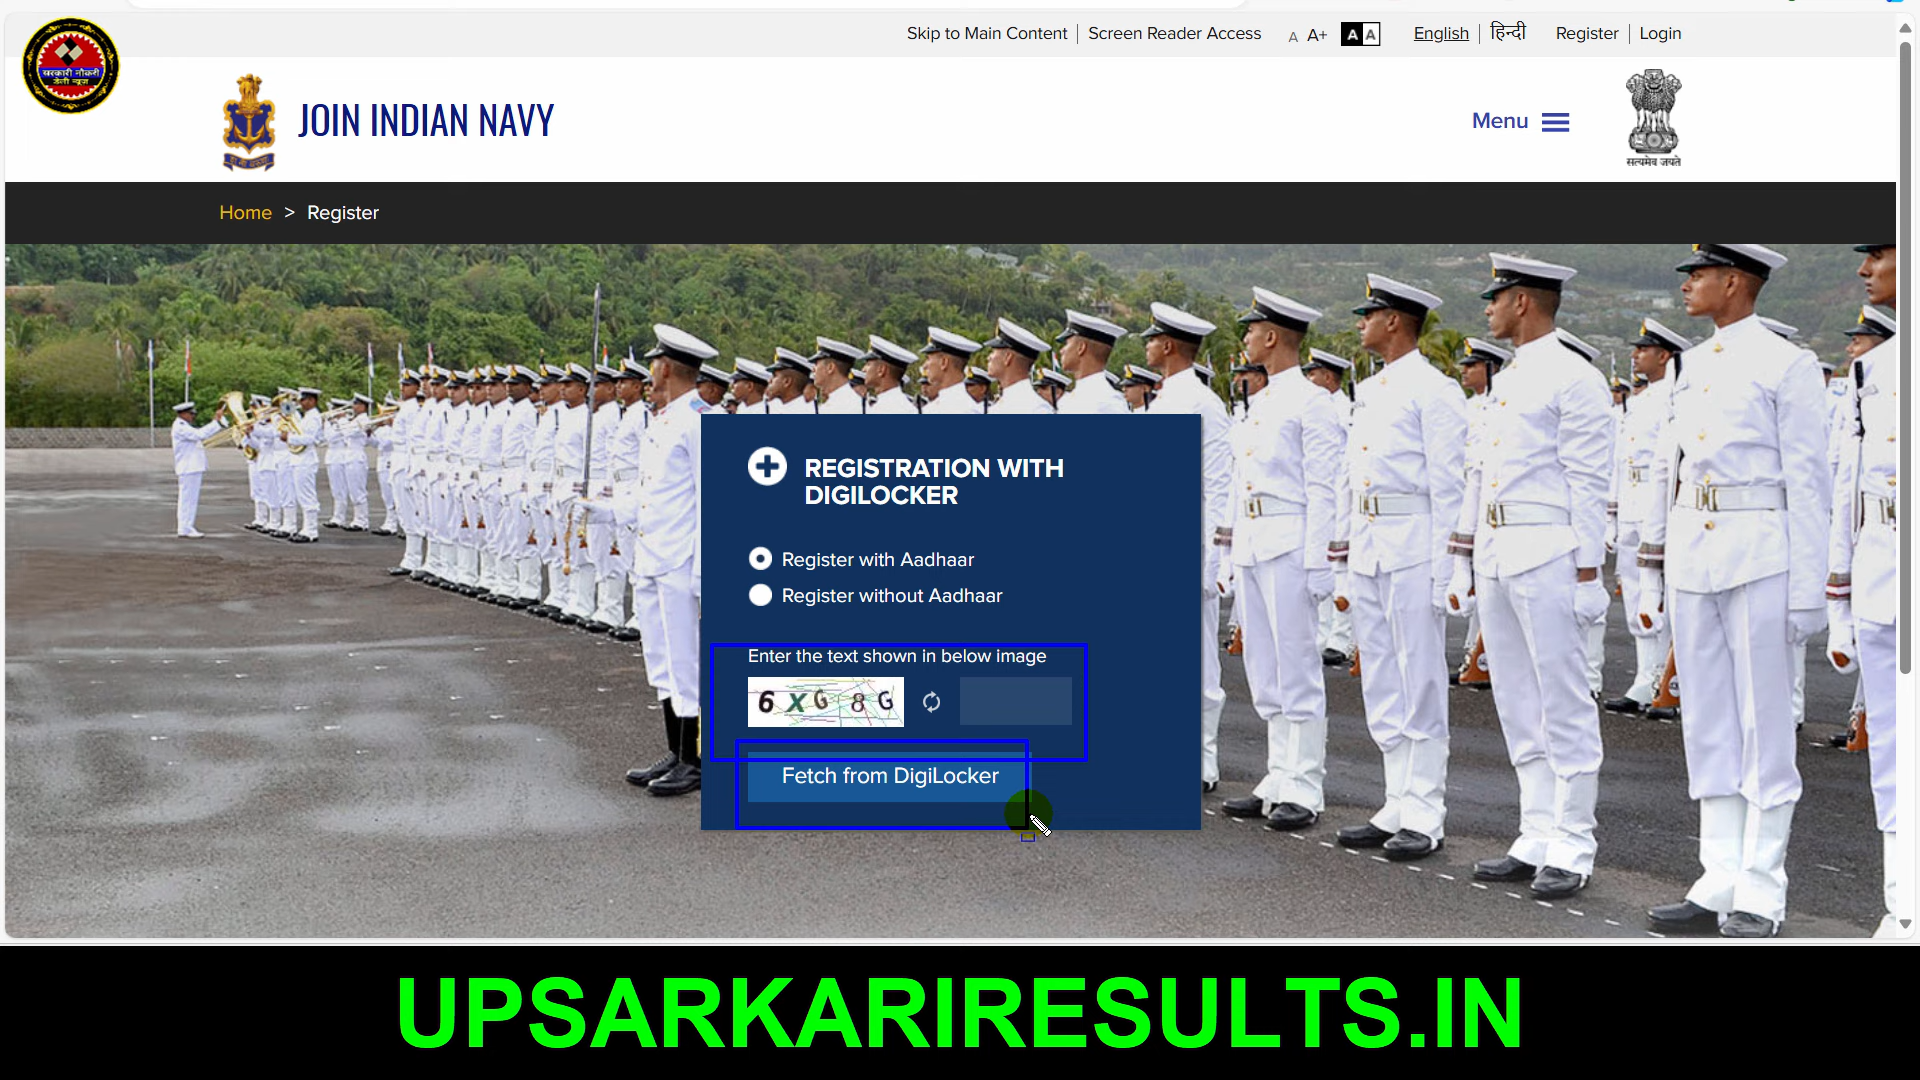 सरकारी नौकरी
डेली न्यूज़
Skip to Main Content
Screen Reader Access
A A+ A A
English
हिन्दी
Register
Login
JOIN INDIAN NAVY
Menu
सत्यमेव जयते
Home > Register
REGISTRATION WITH
DIGILOCKER
Register with Aadhaar
Register without Aadhaar
Enter the text shown in below image
6 X G 8 G
Fetch from DigiLocker
UPSARKARIRESULTS.IN